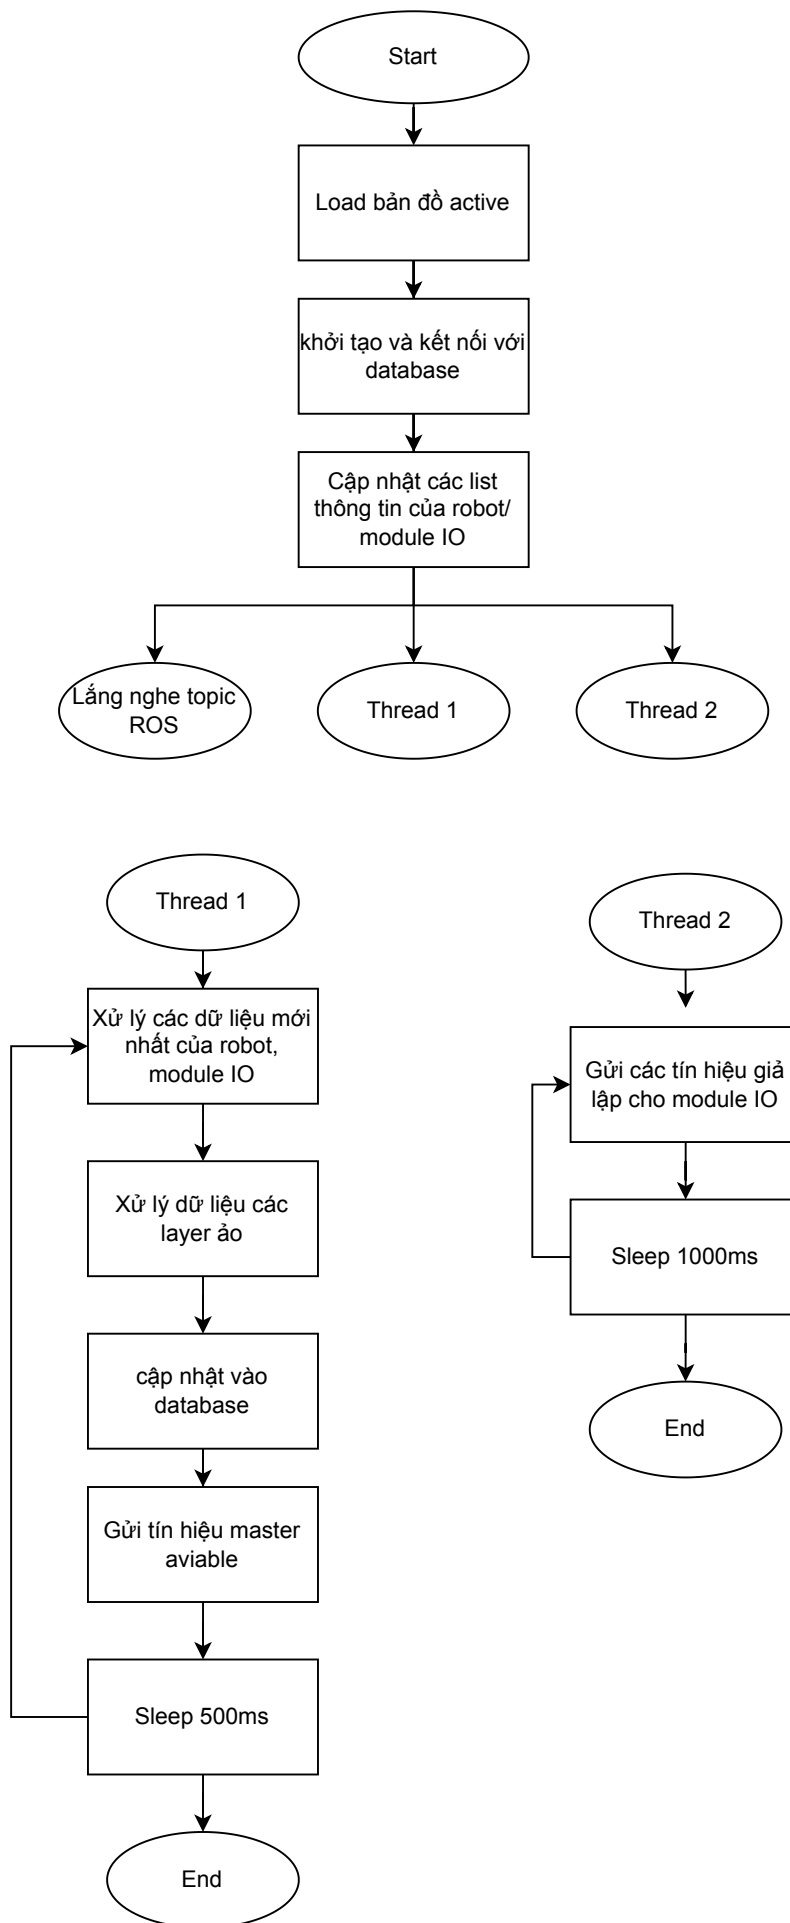 Start
Load bản đồ active
khởi tạo và kết nối với
database
Cập nhật các list
thông tin của robot/
module IO
Lắng nghe topic
ROS
Thread 1
Thread 2
Thread 1
Xử lý các dữ liệu mới
nhất của robot,
module IO
Xử lý dữ liệu các
layer ảo
cập nhật vào
database
Gửi tín hiệu master
aviable
Sleep 500ms
End
Thread 2
Gửi các tín hiệu giả
lập cho module IO
Sleep 1000ms
End